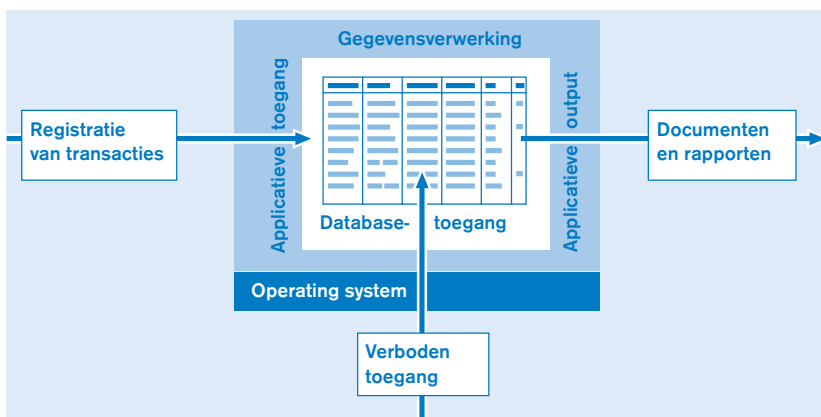 Gegevensverwerking
Applicatieve toegang
Applicatieve output
Registratie
van transacties
Documenten
en rapporten
Database- toegang
Operating system
Verboden
toegang